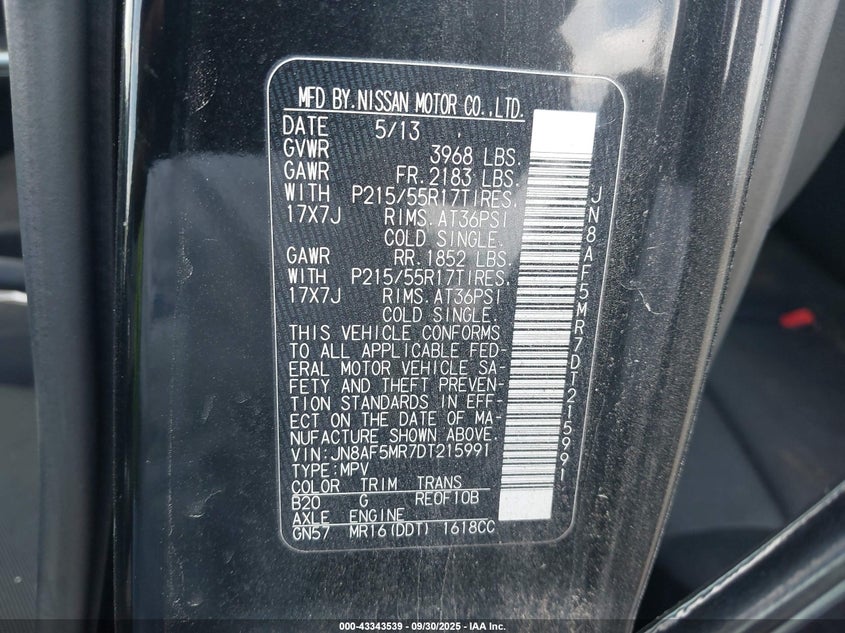 MFD BY.NISSAN MOTOR CO.,LTD.
DATE 5/13
GVWR 3968 LBS.
GAWR FR.2183 LBS.
WITH P215/55R17TIRES.
17X7J RIMS.AT36PSI
COLD SINGLE.
GAWR RR.1852 LBS.
WITH P215/55R17TIRES.
17X7J RIMS.AT36PSI
COLD SINGLE.
THIS VEHICLE CONFORMS
TO ALL APPLICABLE FED-
ERAL MOTOR VEHICLE SA-
FETY AND THEFT PREVEN-
TION STANDARDS IN EFF-
ECT ON THE DATE OF MA-
NUFACTURE SHOWN ABOVE.
VIN:JN8AF5MR7DT215991
TYPE:MPV
COLOR TRIM TRANS
B20 G RE0F10B
AXLE ENGINE
GN57 MR16(DDT) 1618CC
JN8AF5MR7DT215991
000-43343539 - 09/30/2025 - IAA Inc.